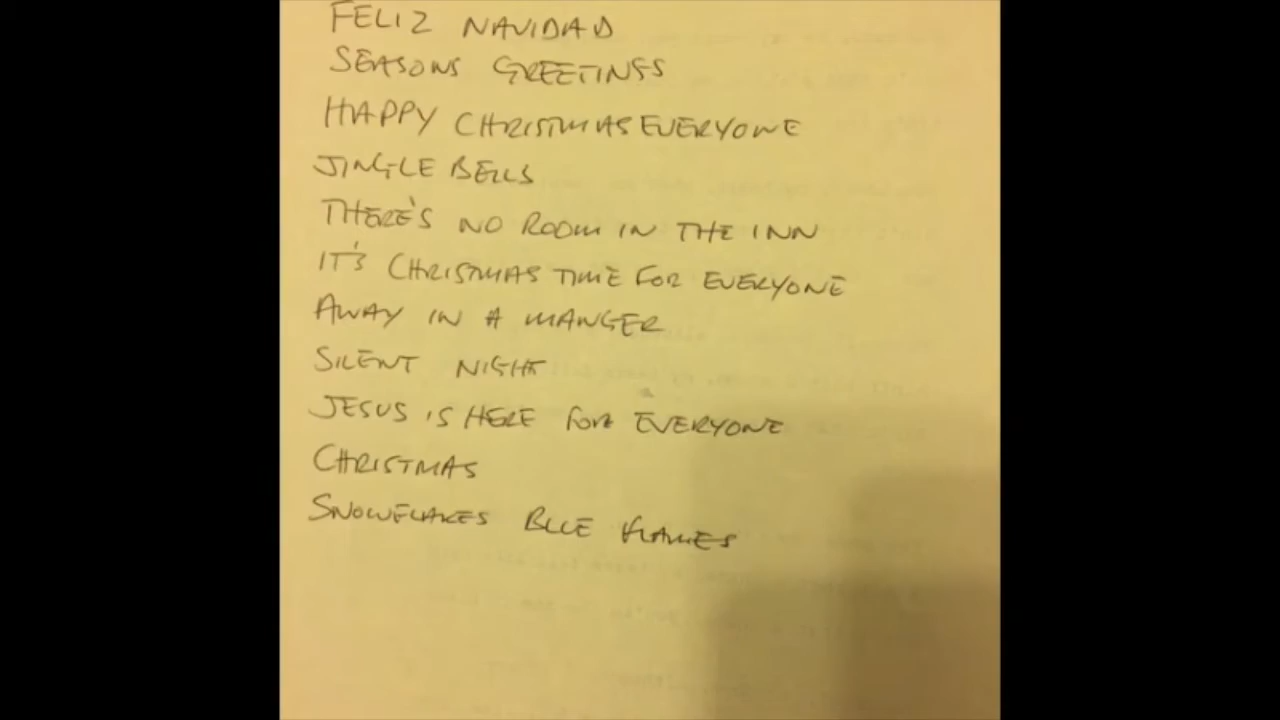 FELIZ NAVIDAD
SEASONS GREETINGS
HAPPY CHRISTMAS EVERYONE
JINGLE BELLS
THERE'S NO ROOM IN THE INN
IT'S CHRISTMAS TIME FOR EVERYONE
AWAY IN A MANGER
SILENT NIGHT
JESUS IS HERE FOR EVERYONE
CHRISTMAS
SNOWFLAKES BLUE FLAMES